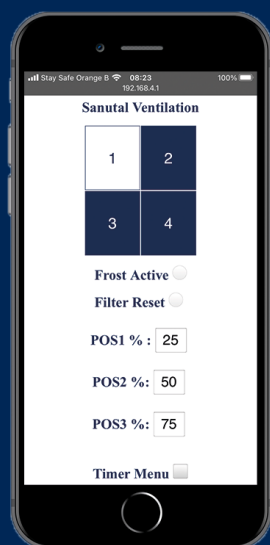 Stay Safe Orange B 08:23 100%
192.168.4.1
Sanutal Ventilation
1 2
3 4
Frost Active
Filter Reset
POS1 % : 25
POS2 %: 50
POS3 %: 75
Timer Menu